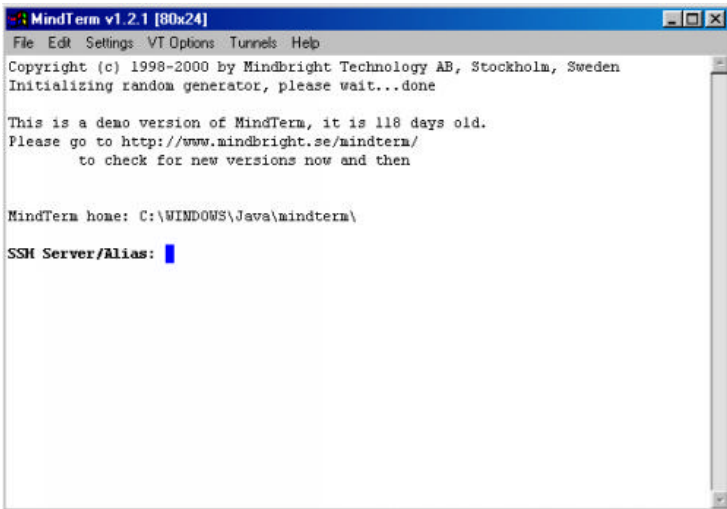 MindTerm v1.2.1 [80x24]
File Edit Settings VT Options Tunnels Help
Copyright (c) 1998-2000 by Mindbright Technology AB, Stockholm, Sweden
Initializing random generator, please wait...done
This is a demo version of MindTerm, it is 118 days old.
Please go to http://www.mindbright.se/mindterm/
to check for new versions now and then
MindTerm home: C:\WINDOWS\Java\mindterm\
SSH Server/Alias: